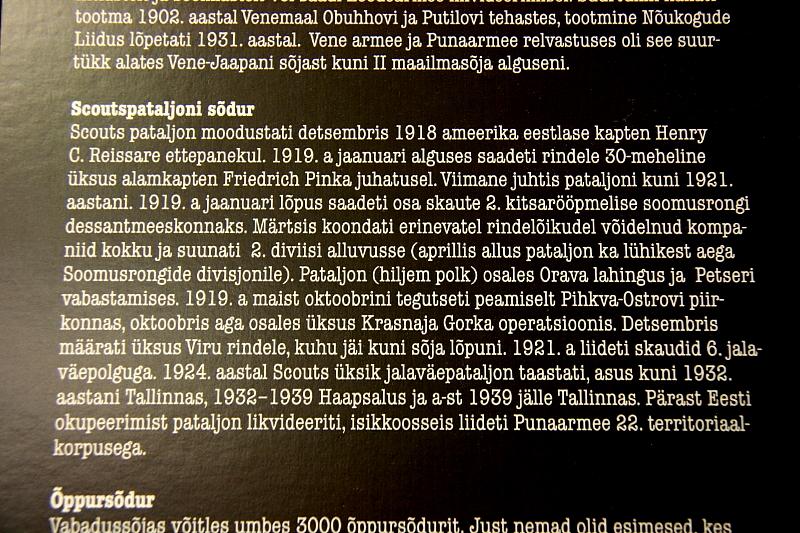 tootma 1902. aastal Venemaal Obuhhovi ja Putilovi tehastes, tootmine Nõukogude
Liidus lõpetati 1931. aastal. Vene armee ja Punaarmee relvastuses oli see suur-
tükk alates Vene-Jaapani sõjast kuni II maailmasõja alguseni.
Scoutspataljoni sõdur
Scouts pataljon moodustati detsembris 1918 ameerika eestlase kapten Henry
C. Reissare ettepanekul. 1919. a jaanuari alguses saadeti rindele 30-meheline
üksus alamkapten Friedrich Pinka juhatusel. Viimane juhtis pataljoni kuni 1921.
aastani. 1919. a jaanuari lõpus saadeti osa skaute 2. kitsarööpmelise soomusrongi
dessantmeeskonnaks. Märtsis koondati erinevatel rindelõikudel võidelnud kompa-
niid kokku ja suunati 2. diviisi alluvusse (aprillis allus pataljon ka lühikest aega
Soomusrongide divisjonile). Pataljon (hiljem polk) osales Orava lahingus ja Petseri
vabastamises. 1919. a maist oktoobrini tegutseti peamiselt Pihkva-Ostrovi piir-
konnas, oktoobris aga osales üksus Krasnaja Gorka operatsioonis. Detsembris
määrati üksus Viru rindele, kuhu jäi kuni sõja lõpuni. 1921. a liideti skaudid 6. jala-
väepolguga. 1924. aastal Scouts üksik jalaväepataljon taastati, asus kuni 1932.
aastani Tallinnas, 1932–1939 Haapsalus ja a-st 1939 jälle Tallinnas. Pärast Eesti
okupeerimist pataljon likvideeriti, isikkoosseis liideti Punaarmee 22. territoriaal-
korpusega.
Õppursõdur
Vabadussõjas võitles umbes 3000 õppursõdurit. Just nemad olid esimesed, kes